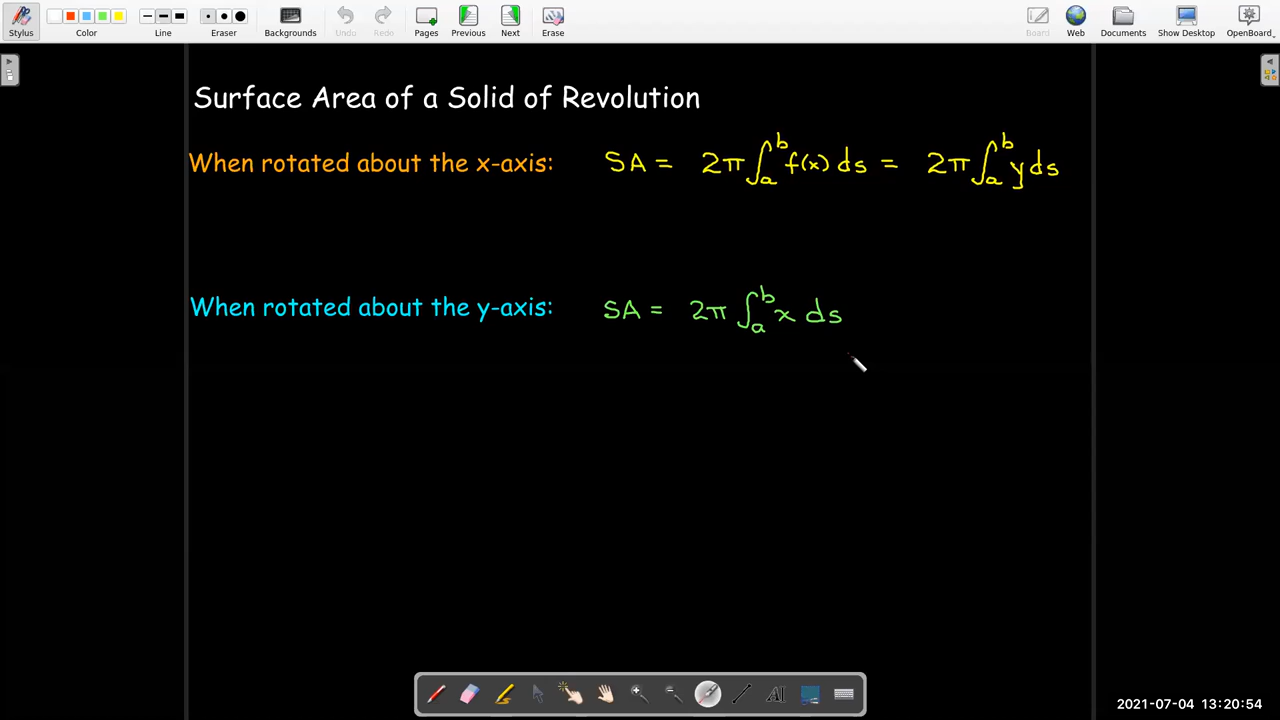 Stylus Color Line Eraser Backgrounds Undo Redo Pages Previous Next Erase Board Web Documents Show Desktop OpenBoard
Surface Area of a Solid of Revolution
When rotated about the x-axis: SA = 2π∫ₐᵇ f(x) ds = 2π∫ₐᵇ y ds
When rotated about the y-axis: SA = 2π ∫ₐᵇ x ds
AI
2021-07-04 13:20:54